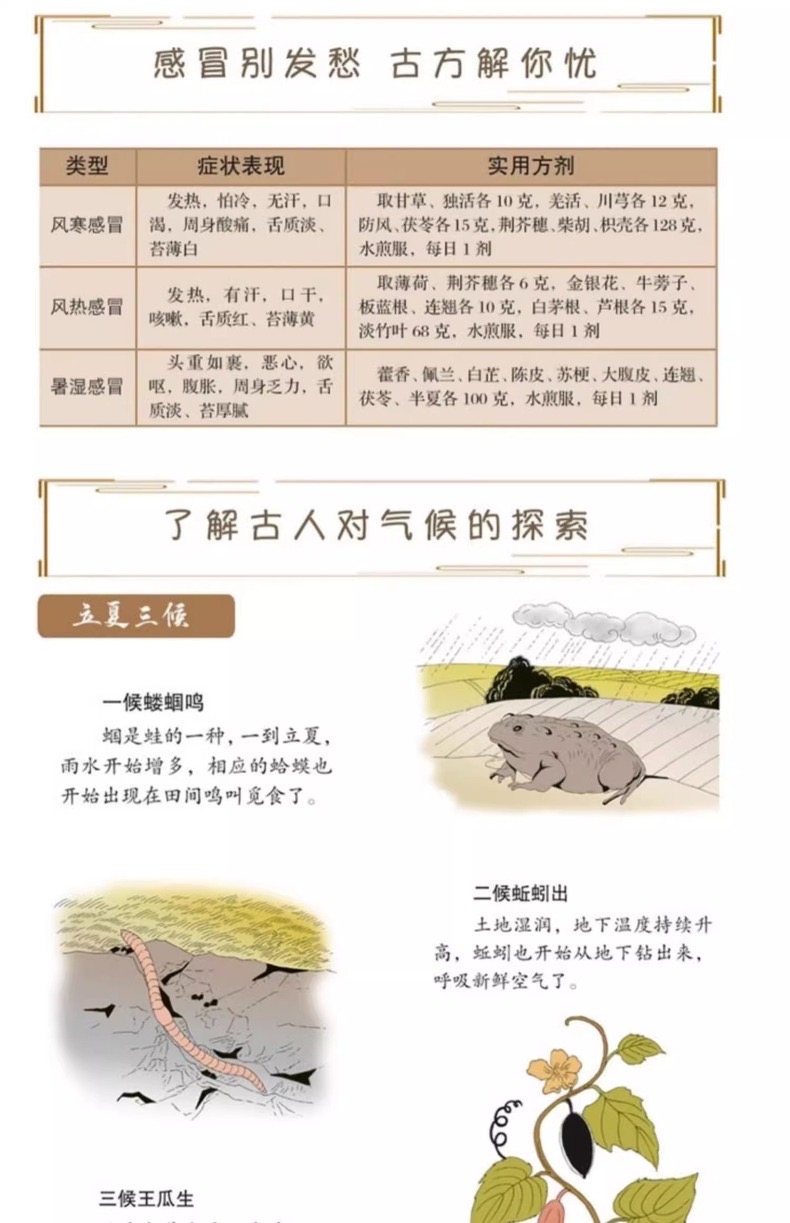 感冒别发愁 古方解你忧
类型 症状表现 实用方剂
风寒感冒
发热，怕冷，无汗，口
渴，周身酸痛，舌质淡、
苔薄白
取甘草、独活各 10 克，羌活、川芎各 12 克，
防风、茯苓各 15 克，荆芥穗、柴胡、枳壳各 128 克，
水煎服，每日 1 剂
风热感冒
发热，有汗，口干，
咳嗽，舌质红、苔薄黄
取薄荷、荆芥穗各 6 克，金银花、牛蒡子、
板蓝根、连翘各 10 克，白茅根、芦根各 15 克，
淡竹叶 68 克，水煎服，每日 1 剂
暑湿感冒
头重如裹，恶心，欲
呕，腹胀，周身乏力，舌
质淡、苔厚腻
藿香、佩兰、白芷、陈皮、苏梗、大腹皮、连翘、
茯苓、半夏各 100 克，水煎服，每日 1 剂
了解古人对气候的探索
立夏三候
一候蝼蝈鸣
蝈是蛙的一种，一到立夏，
雨水开始增多，相应的蛤蟆也
开始出现在田间鸣叫觅食了。
二候蚯蚓出
土地湿润，地下温度持续升
高，蚯蚓也开始从地下钻出来，
呼吸新鲜空气了。
三候王瓜生